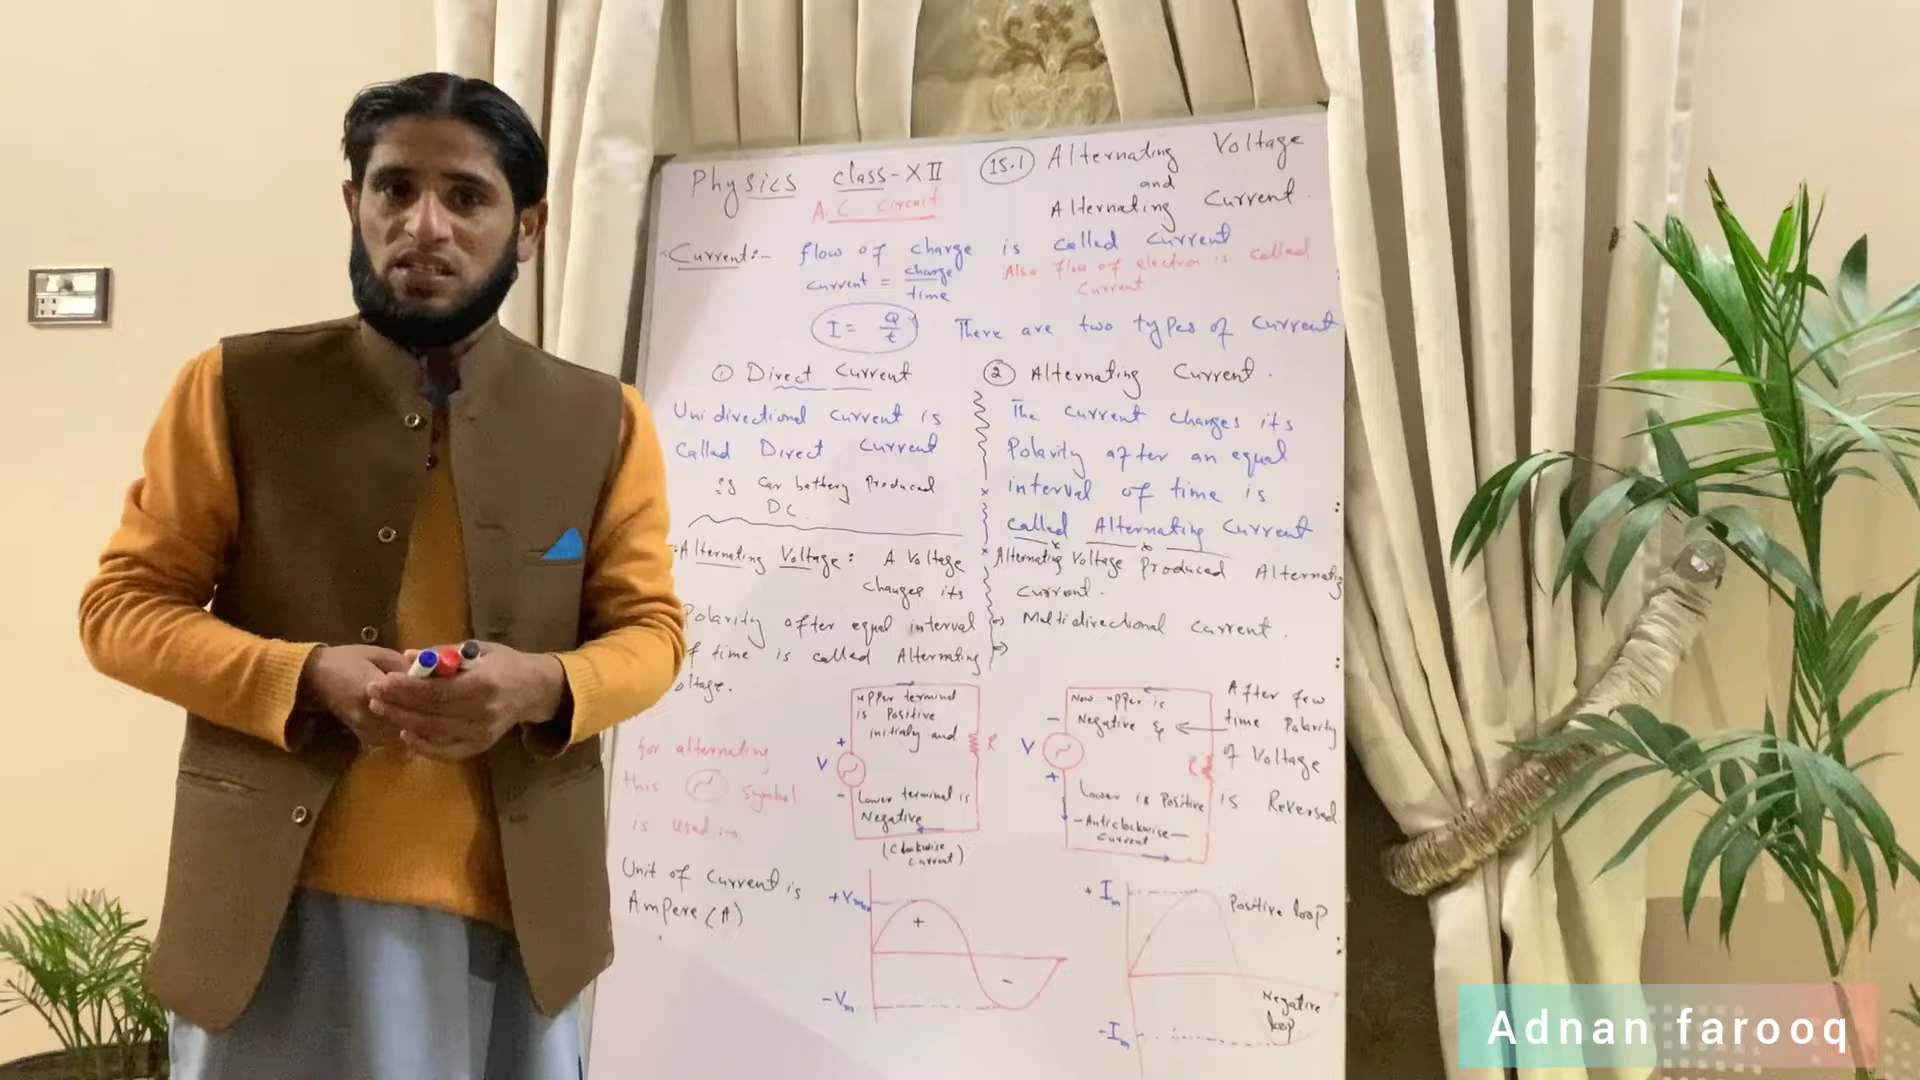 Physics class-XII
A.C Circuit
15.1 Alternating Voltage
and
Alternating Current.
Current:- flow of charge is called current
current = charge/time
Also flow of electron is called
current
I = Q/t
There are two types of current
① Direct Current
Unidirectional current is
called Direct current
eg car battery produced
DC.
② Alternating Current.
The current changes its
Polarity after an equal
interval of time is
called Alternating current
Alternating Voltage: A Voltage
changes its
Polarity after equal interval
f time is called Alternating
oltage.
Alternating Voltage Produced Alternating
Current.
Multidirectional current.
for alternating
this symbol
is used:-
Unit of current is
Ampere (A)
upper terminal
is Positive
initialy and
+
V
-
R
Lower terminal is
Negative
(Clockwise
current)
Now upper is
Negative &
-
V
+
R
Lower is Positive
-Anticlockwise-
current
After few
time Polarity
of Voltage
is Reversed
+
-
-Vm
+Im
Positive loop
Negative
loop
-Im
Adnan farooq